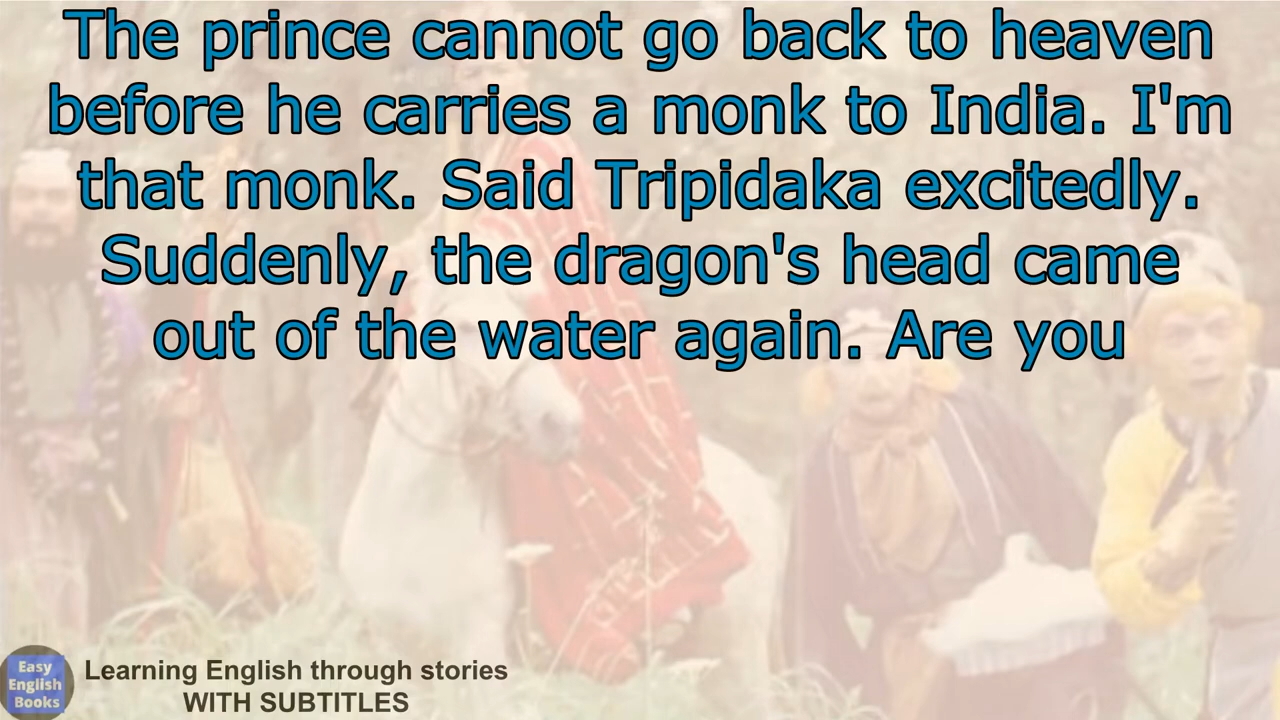 The prince cannot go back to heaven
before he carries a monk to India. I'm
that monk. Said Tripidaka excitedly.
Suddenly, the dragon's head came
out of the water again. Are you
Easy
English
Books
Learning English through stories
WITH SUBTITLES